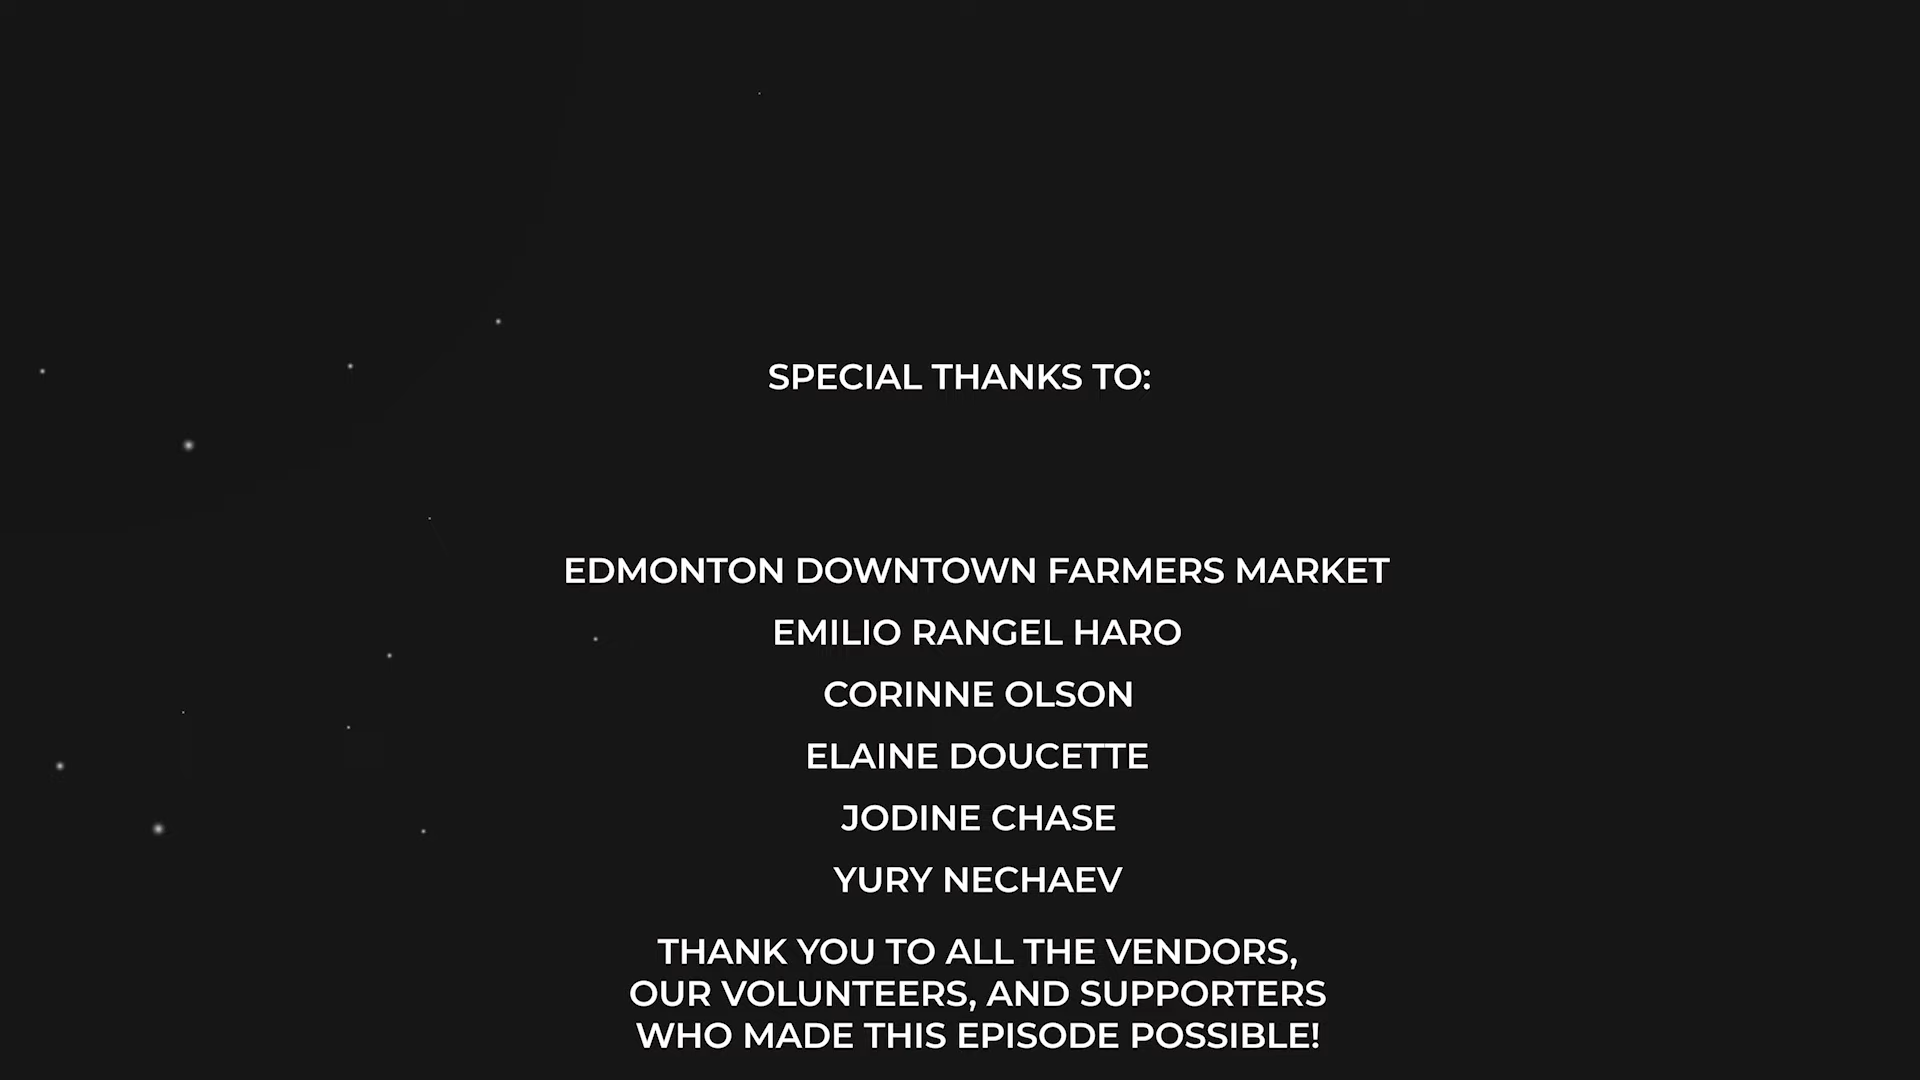 SPECIAL THANKS TO:
EDMONTON DOWNTOWN FARMERS MARKET
EMILIO RANGEL HARO
CORINNE OLSON
ELAINE DOUCETTE
JODINE CHASE
YURY NECHAEV
THANK YOU TO ALL THE VENDORS,
OUR VOLUNTEERS, AND SUPPORTERS
WHO MADE THIS EPISODE POSSIBLE!